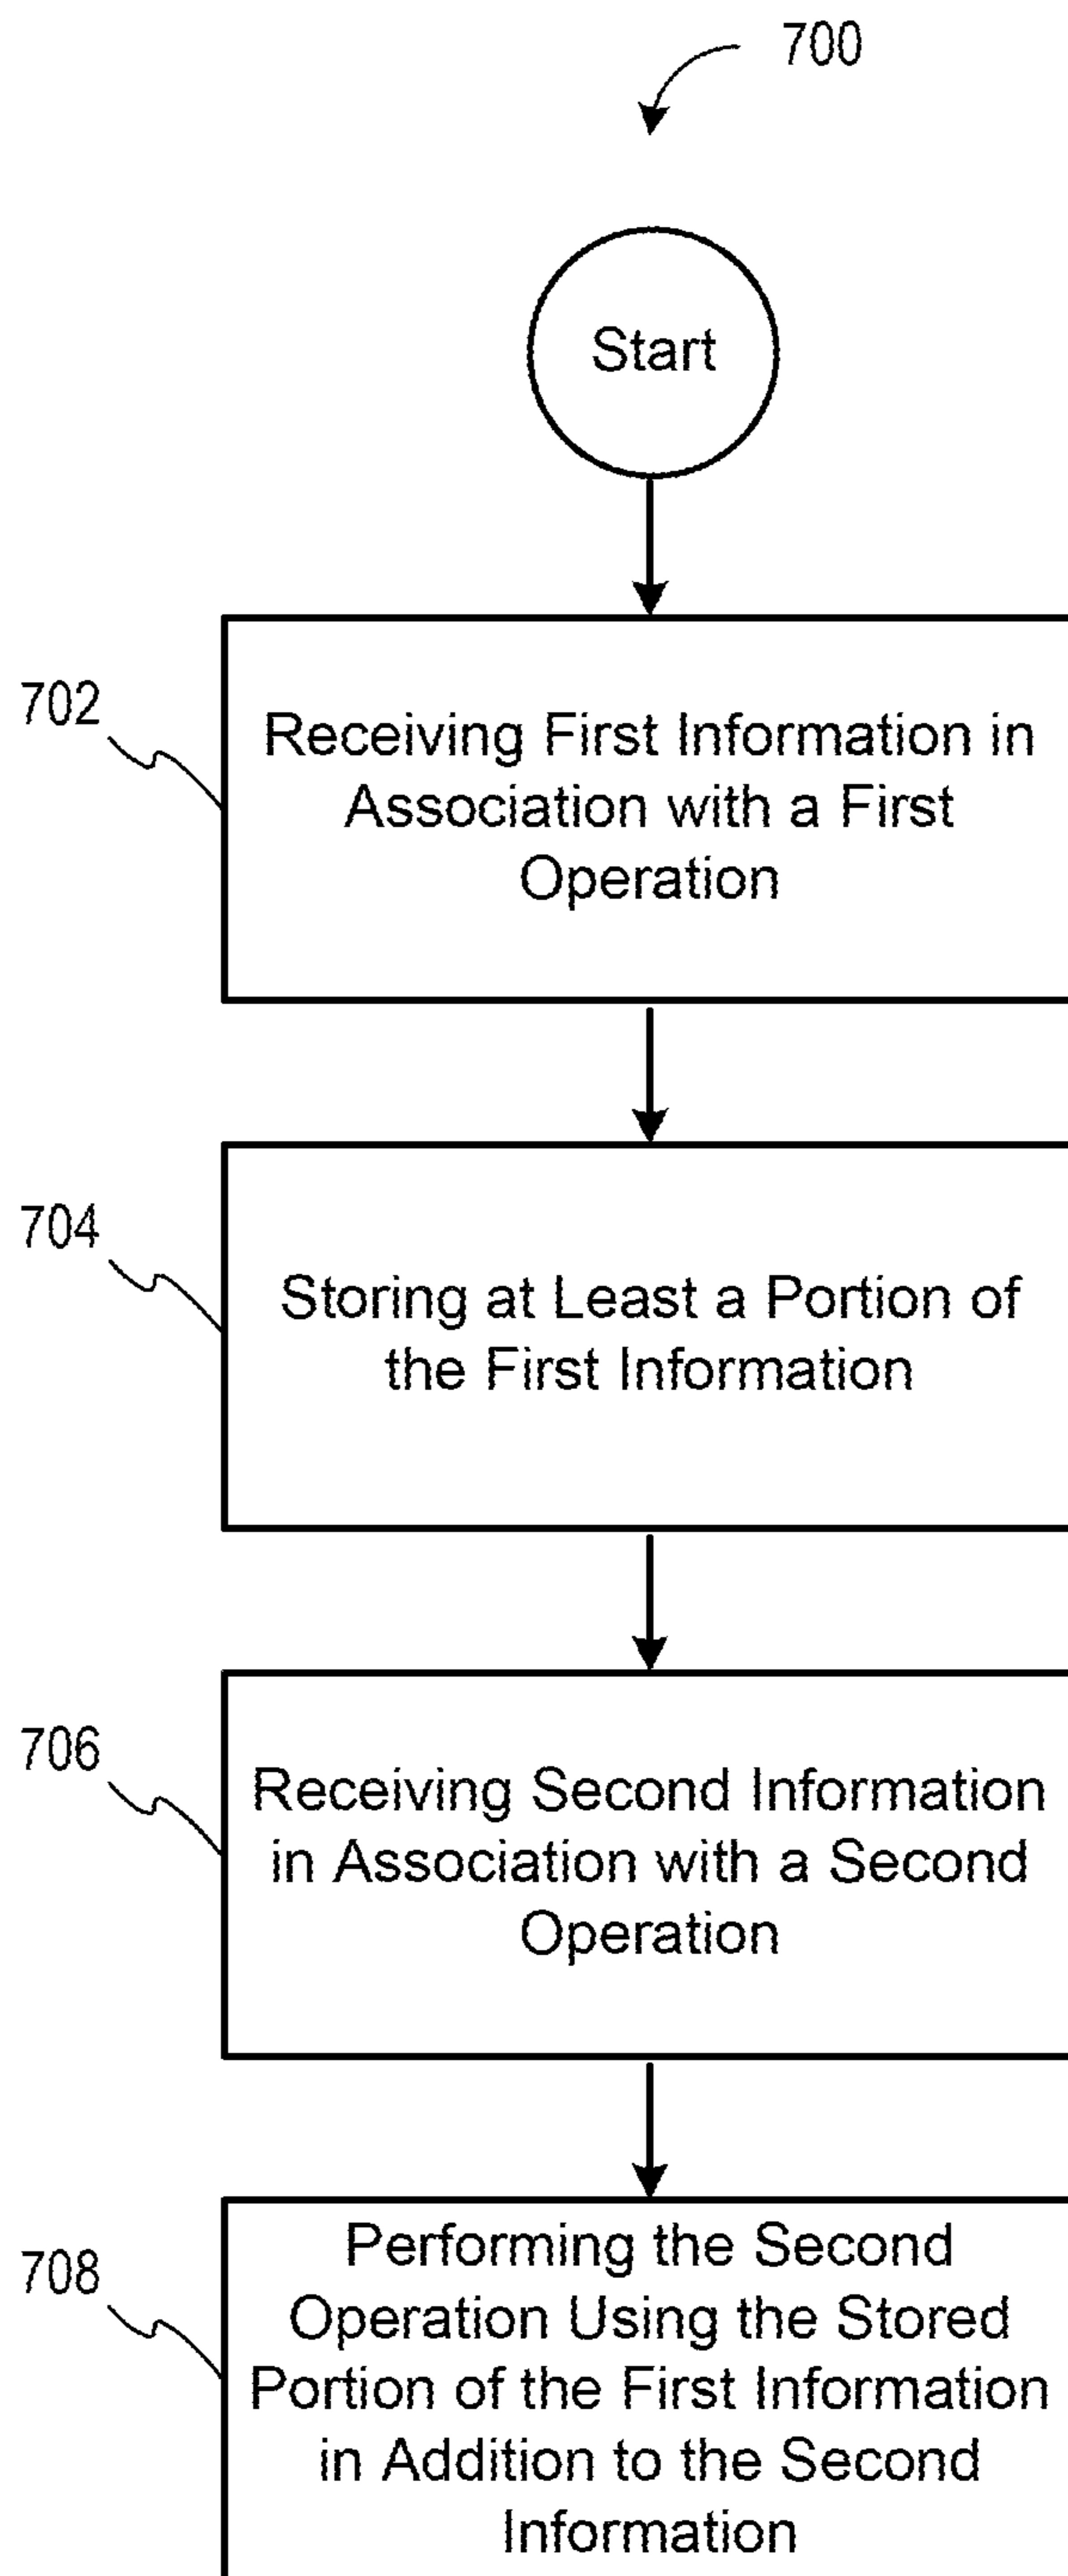 700
Start
702
Receiving First Information in
Association with a First
Operation
704
Storing at Least a Portion of
the First Information
706
Receiving Second Information
in Association with a Second
Operation
708
Performing the Second
Operation Using the Stored
Portion of the First Information
in Addition to the Second
Information